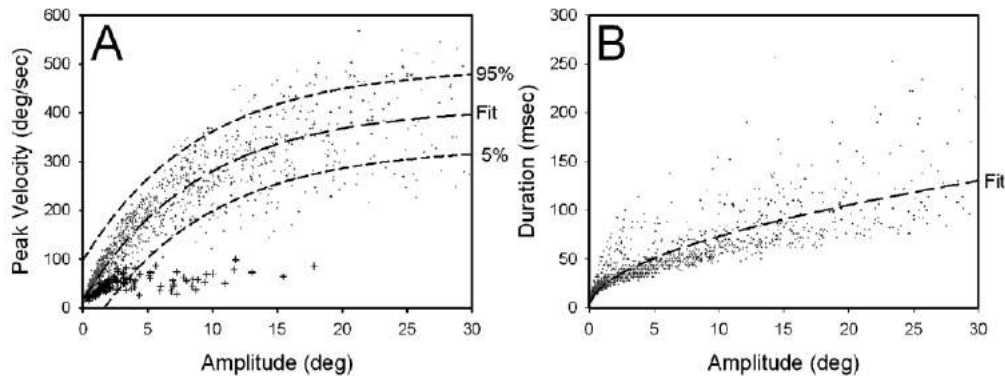 A
600
500
400
300
200
100
0
Peak Velocity (deg/sec)
95%
Fit
5%
0 5 10 15 20 25 30
Amplitude (deg)
B
300
250
200
150
100
50
0
Duration (msec)
Fit
0 5 10 15 20 25 30
Amplitude (deg)